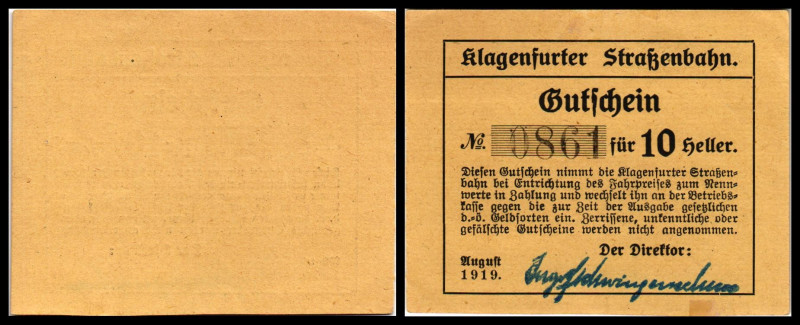 Klagenfurter Straßenbahn.
Gutschein
No. 0861 für 10 Heller.
Diesen Gutschein nimmt die Klagenfurter Straßen=
bahn bei Entrichtung des Fahrpreises zum Nenn=
werte in Zahlung und wechselt ihn an der Betriebs=
kasse gegen die zur Zeit der Ausgabe gesetzlichen
d.=ö. Geldsorten ein. Zerrissene, unkenntliche oder
gefälschte Gutscheine werden nicht angenommen.
Der Direktor:
August
1919.